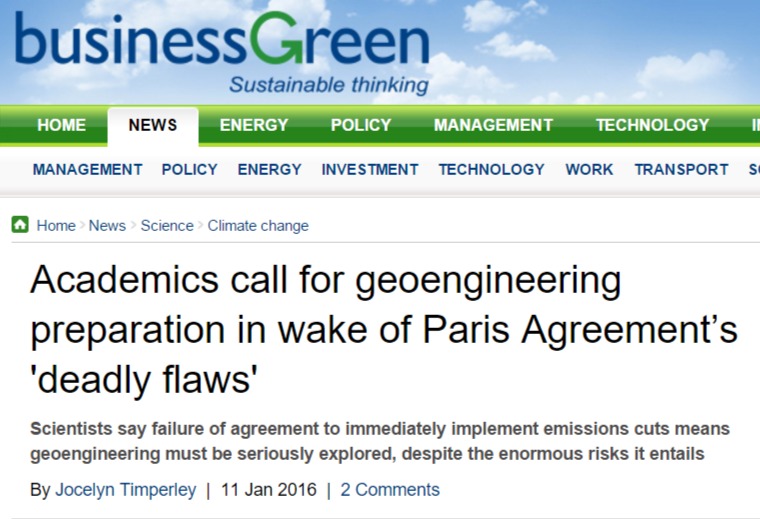 businessGreen
Sustainable thinking
HOME NEWS ENERGY POLICY MANAGEMENT TECHNOLOGY
MANAGEMENT POLICY ENERGY INVESTMENT TECHNOLOGY WORK TRANSPORT
Home > News > Science > Climate change
Academics call for geoengineering
preparation in wake of Paris Agreement’s
'deadly flaws'
Scientists say failure of agreement to immediately implement emissions cuts means
geoengineering must be seriously explored, despite the enormous risks it entails
By Jocelyn Timperley | 11 Jan 2016 | 2 Comments